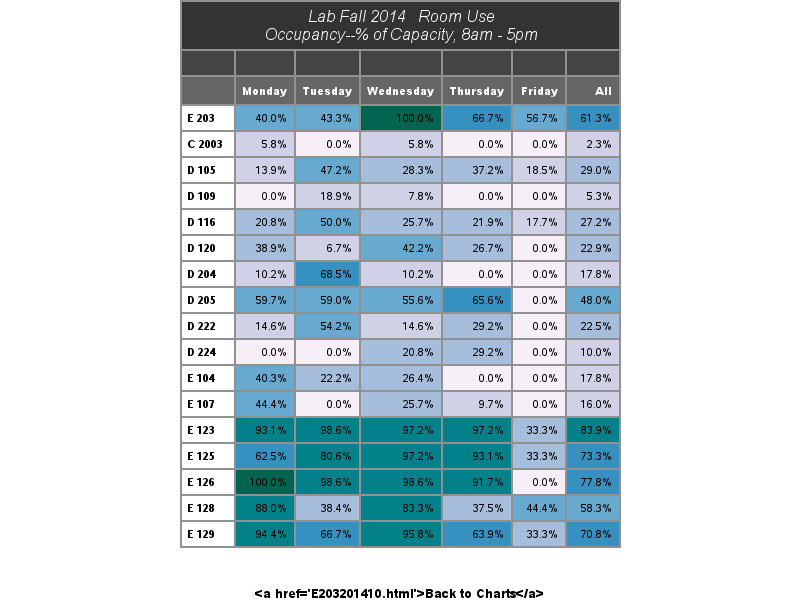 Lab Fall 2014 Room Use
Occupancy--% of Capacity, 8am - 5pm
Monday Tuesday Wednesday Thursday Friday All
E 203 40.0% 43.3% 100.0% 66.7% 56.7% 61.3%
C 2003 5.8% 0.0% 5.8% 0.0% 0.0% 2.3%
D 105 13.9% 47.2% 28.3% 37.2% 18.5% 29.0%
D 109 0.0% 18.9% 7.8% 0.0% 0.0% 5.3%
D 116 20.8% 50.0% 25.7% 21.9% 17.7% 27.2%
D 120 38.9% 6.7% 42.2% 26.7% 0.0% 22.9%
D 204 10.2% 68.5% 10.2% 0.0% 0.0% 17.8%
D 205 59.7% 59.0% 55.6% 65.6% 0.0% 48.0%
D 222 14.6% 54.2% 14.6% 29.2% 0.0% 22.5%
D 224 0.0% 0.0% 20.8% 29.2% 0.0% 10.0%
E 104 40.3% 22.2% 26.4% 0.0% 0.0% 17.8%
E 107 44.4% 0.0% 25.7% 9.7% 0.0% 16.0%
E 123 93.1% 98.6% 97.2% 97.2% 33.3% 83.9%
E 125 62.5% 80.6% 97.2% 93.1% 33.3% 73.3%
E 126 100.0% 98.6% 98.6% 91.7% 0.0% 77.8%
E 128 88.0% 38.4% 83.3% 37.5% 44.4% 58.3%
E 129 94.4% 66.7% 95.8% 63.9% 33.3% 70.8%
<a href='E203201410.html'>Back to Charts</a>